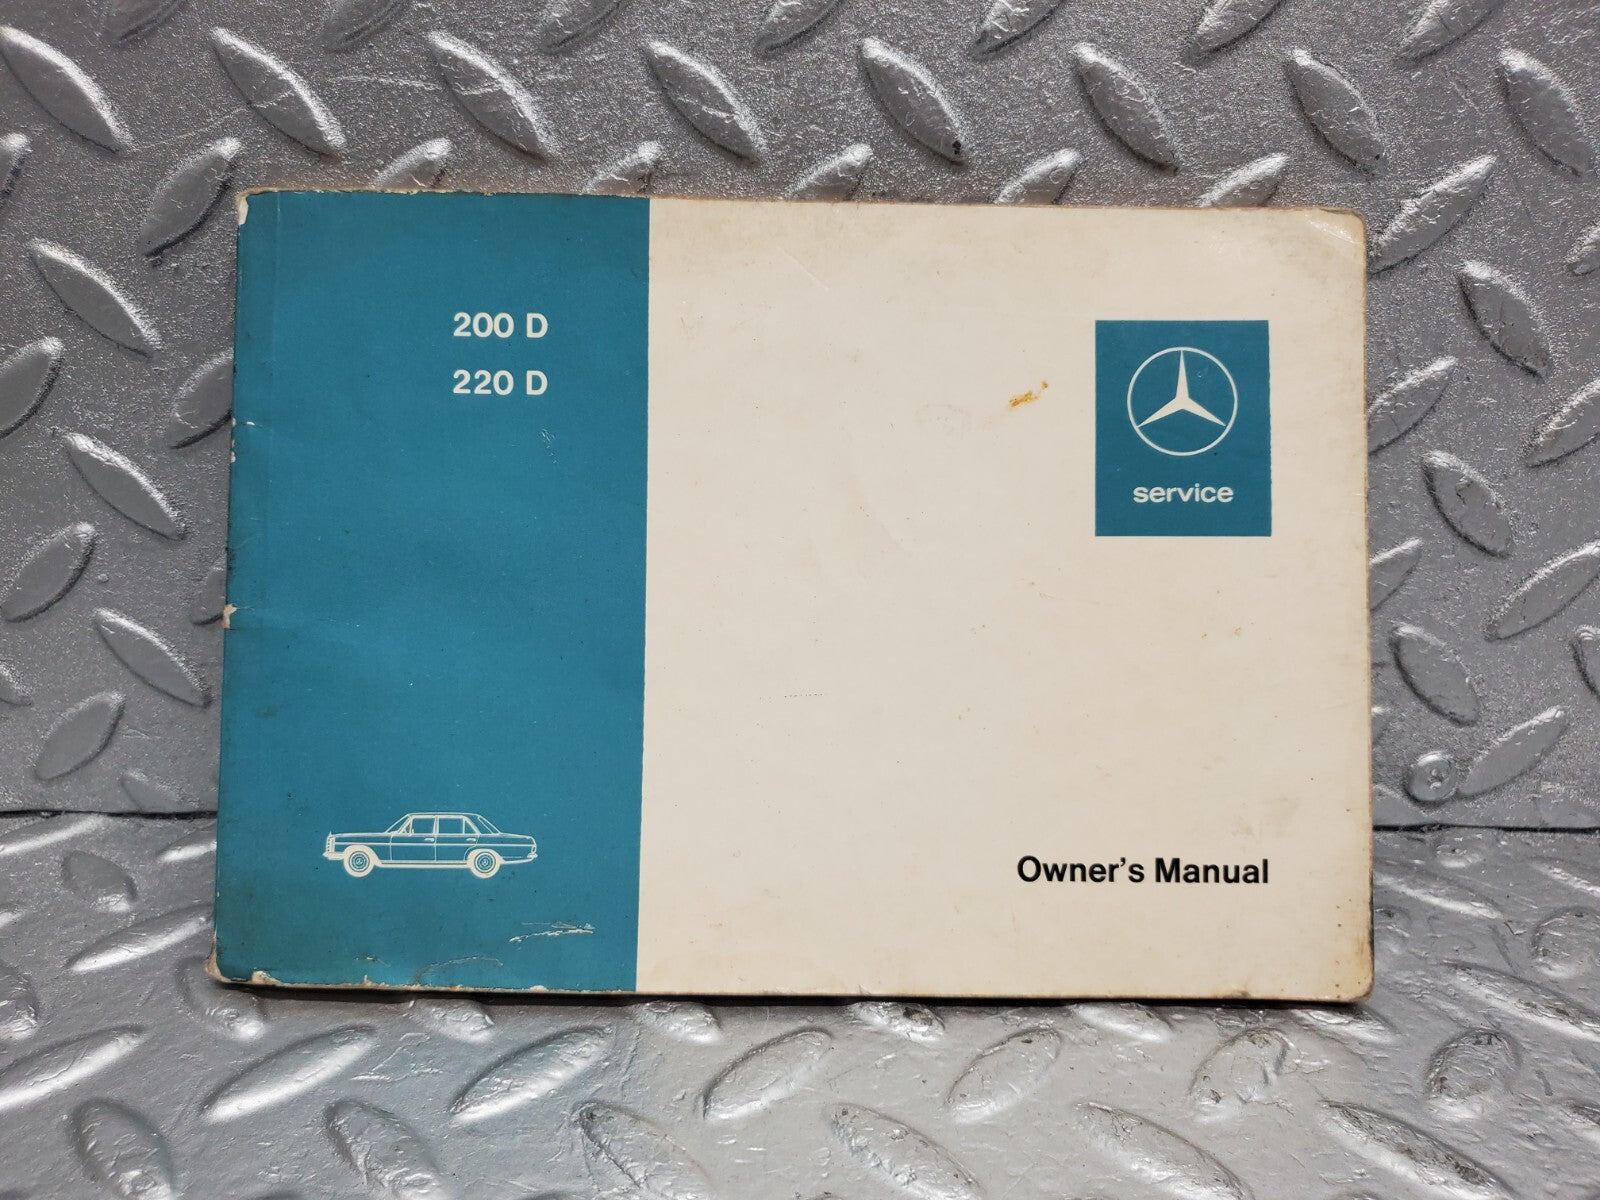 200 D
220 D
service
Owner's Manual